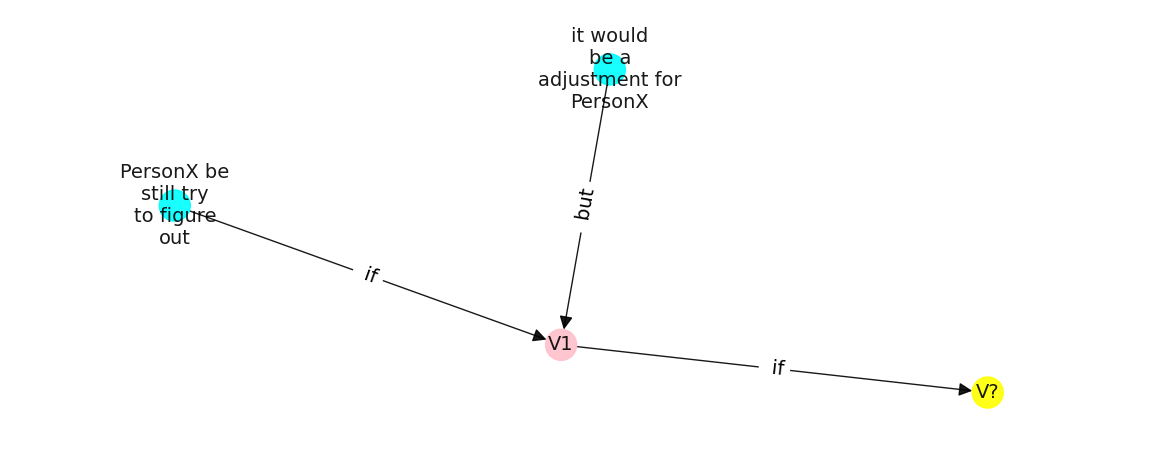 it would
be a
adjustment for
PersonX
PersonX be
still try
to figure
out
but
if
V1
if
V?